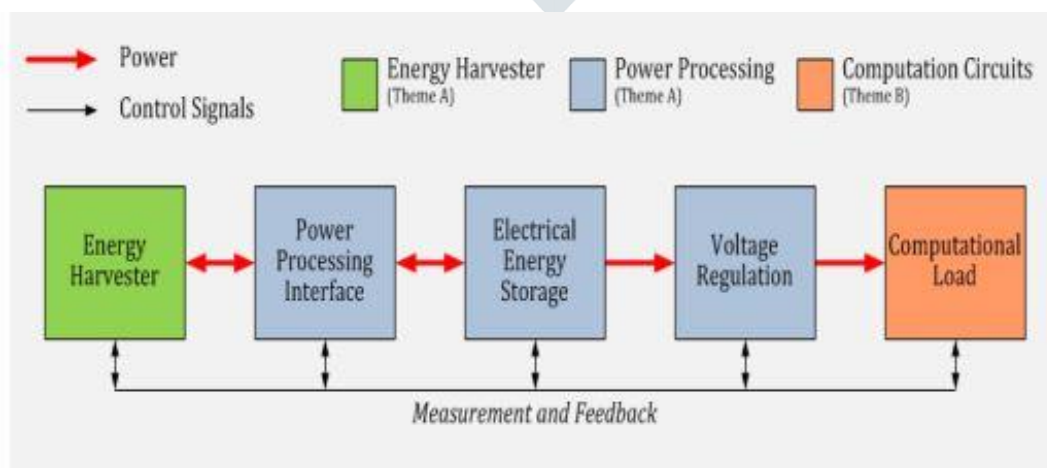 Power
Control Signals
Energy Harvester
(Theme A)
Power Processing
(Theme A)
Computation Circuits
(Theme B)
Energy
Harvester
Power
Processing
Interface
Electrical
Energy
Storage
Voltage
Regulation
Computational
Load
Measurement and Feedback